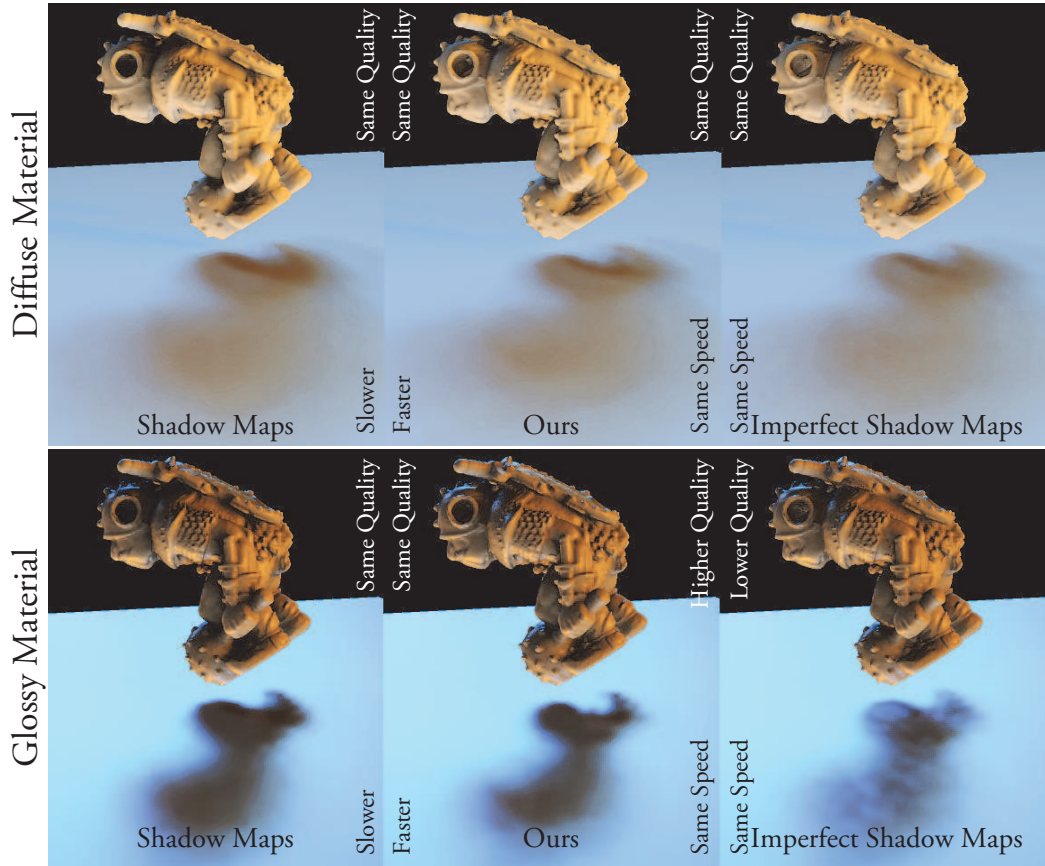 Diffuse Material
Same Quality
Same Quality
Same Quality
Same Quality
Slower
Faster
Same Speed
Same Speed
Shadow Maps
Ours
Imperfect Shadow Maps
Glossy Material
Same Quality
Same Quality
Higher Quality
Lower Quality
Slower
Faster
Same Speed
Same Speed
Shadow Maps
Ours
Imperfect Shadow Maps